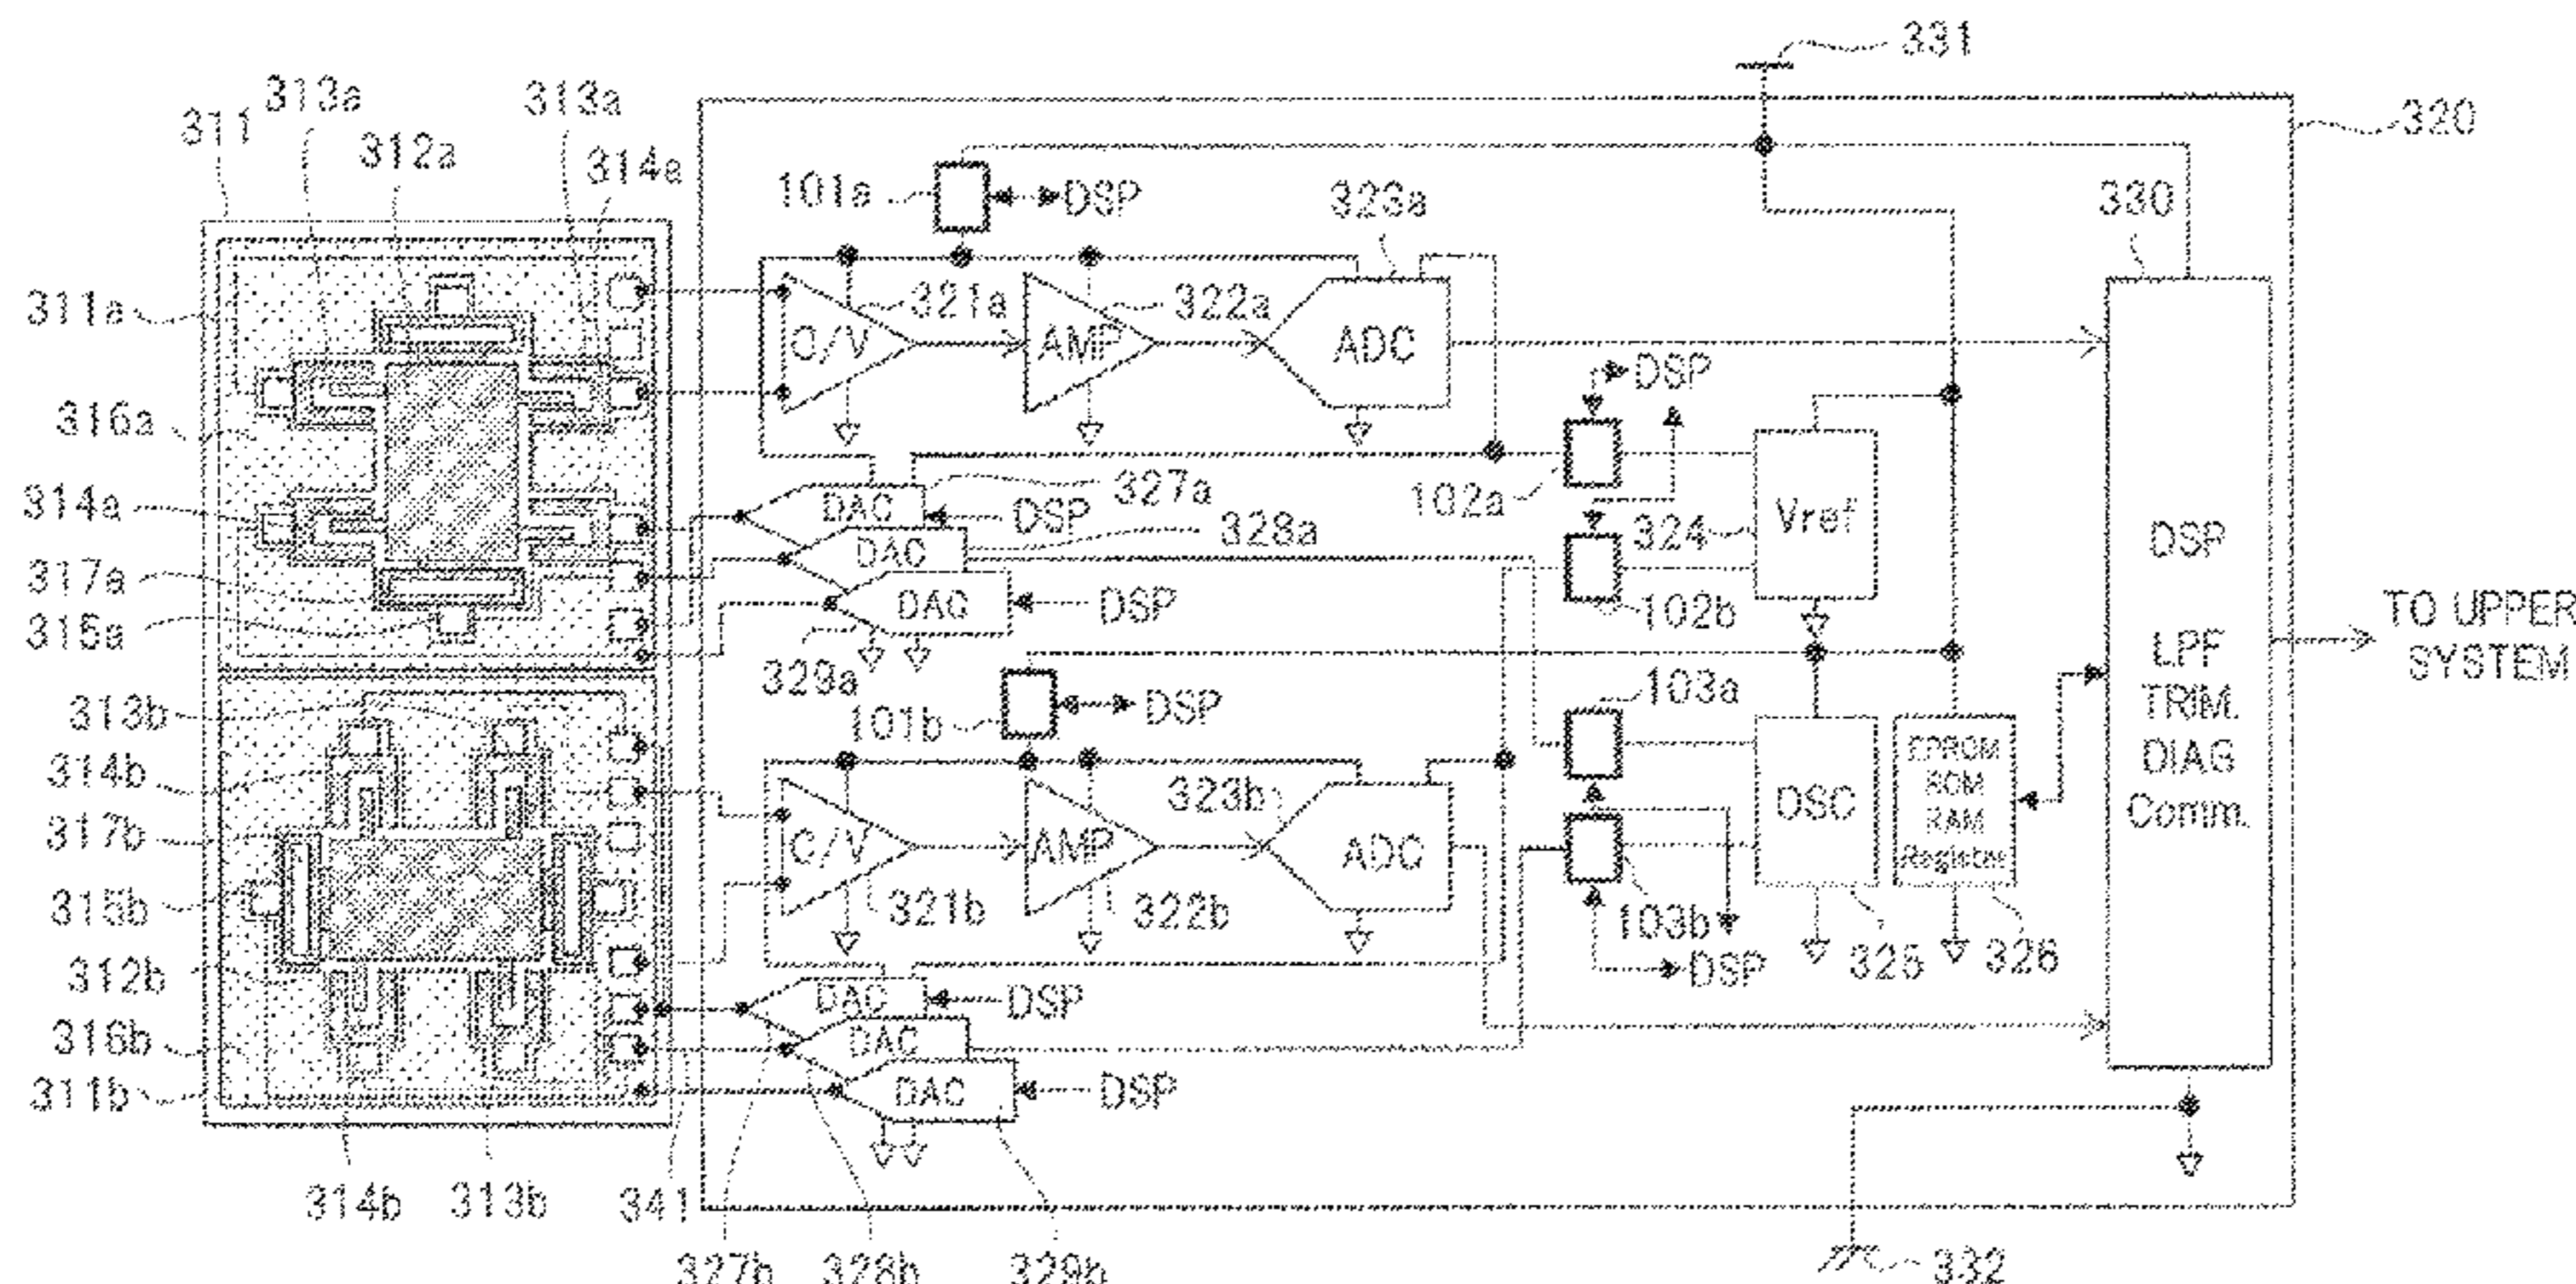 331
313a
313a
311
312a
314a
320
101a
DSP
323a
330
311a
321a
322a
C/V
AMP
ADC
DSP
316a
102a
327a
DAC
DSP
314a
328a
DAC
324
Vref
DSP
317a
DAC
DSP
102b
TO UPPER
SYSTEM
315a
329a
LPF
TRIM.
DIAG
Comm.
103a
313b
101b
DSP
314b
EPROM
ROM
RAM
Register
323b
OSC
317b
C/V
AMP
ADC
315b
321b
322b
103b
DSP
325
326
312b
DAC
DSP
316b
DAC
311b
DAC
DSP
314b
313b
341
327b
328b
329b
332